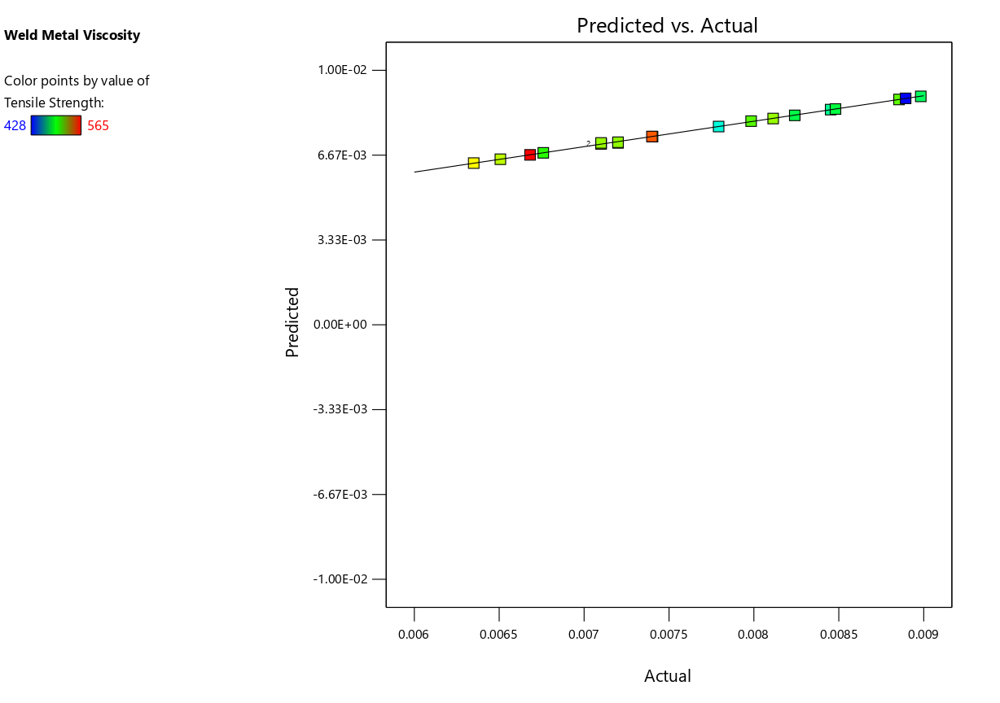 Weld Metal Viscosity
Color points by value of
Tensile Strength:
428 565
Predicted vs. Actual
Predicted
1.00E-02
6.67E-03
3.33E-03
0.00E+00
-3.33E-03
-6.67E-03
-1.00E-02
2
0.006 0.0065 0.007 0.0075 0.008 0.0085 0.009
Actual